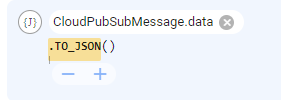 {J} CloudPubSubMessage.data
.TO_JSON()
− +